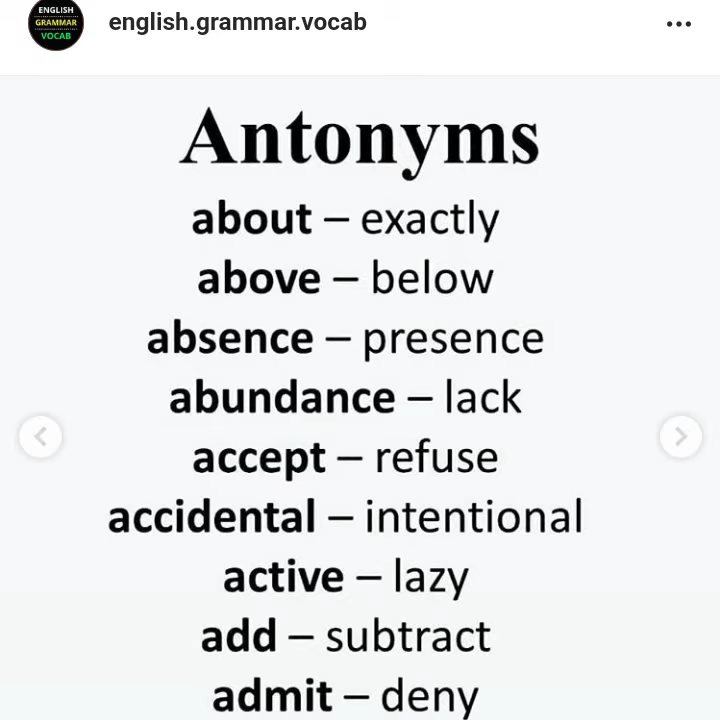 ENGLISH
GRAMMAR
VOCAB
english.grammar.vocab
Antonyms
about – exactly
above – below
absence – presence
abundance – lack
accept – refuse
accidental – intentional
active – lazy
add – subtract
admit – deny